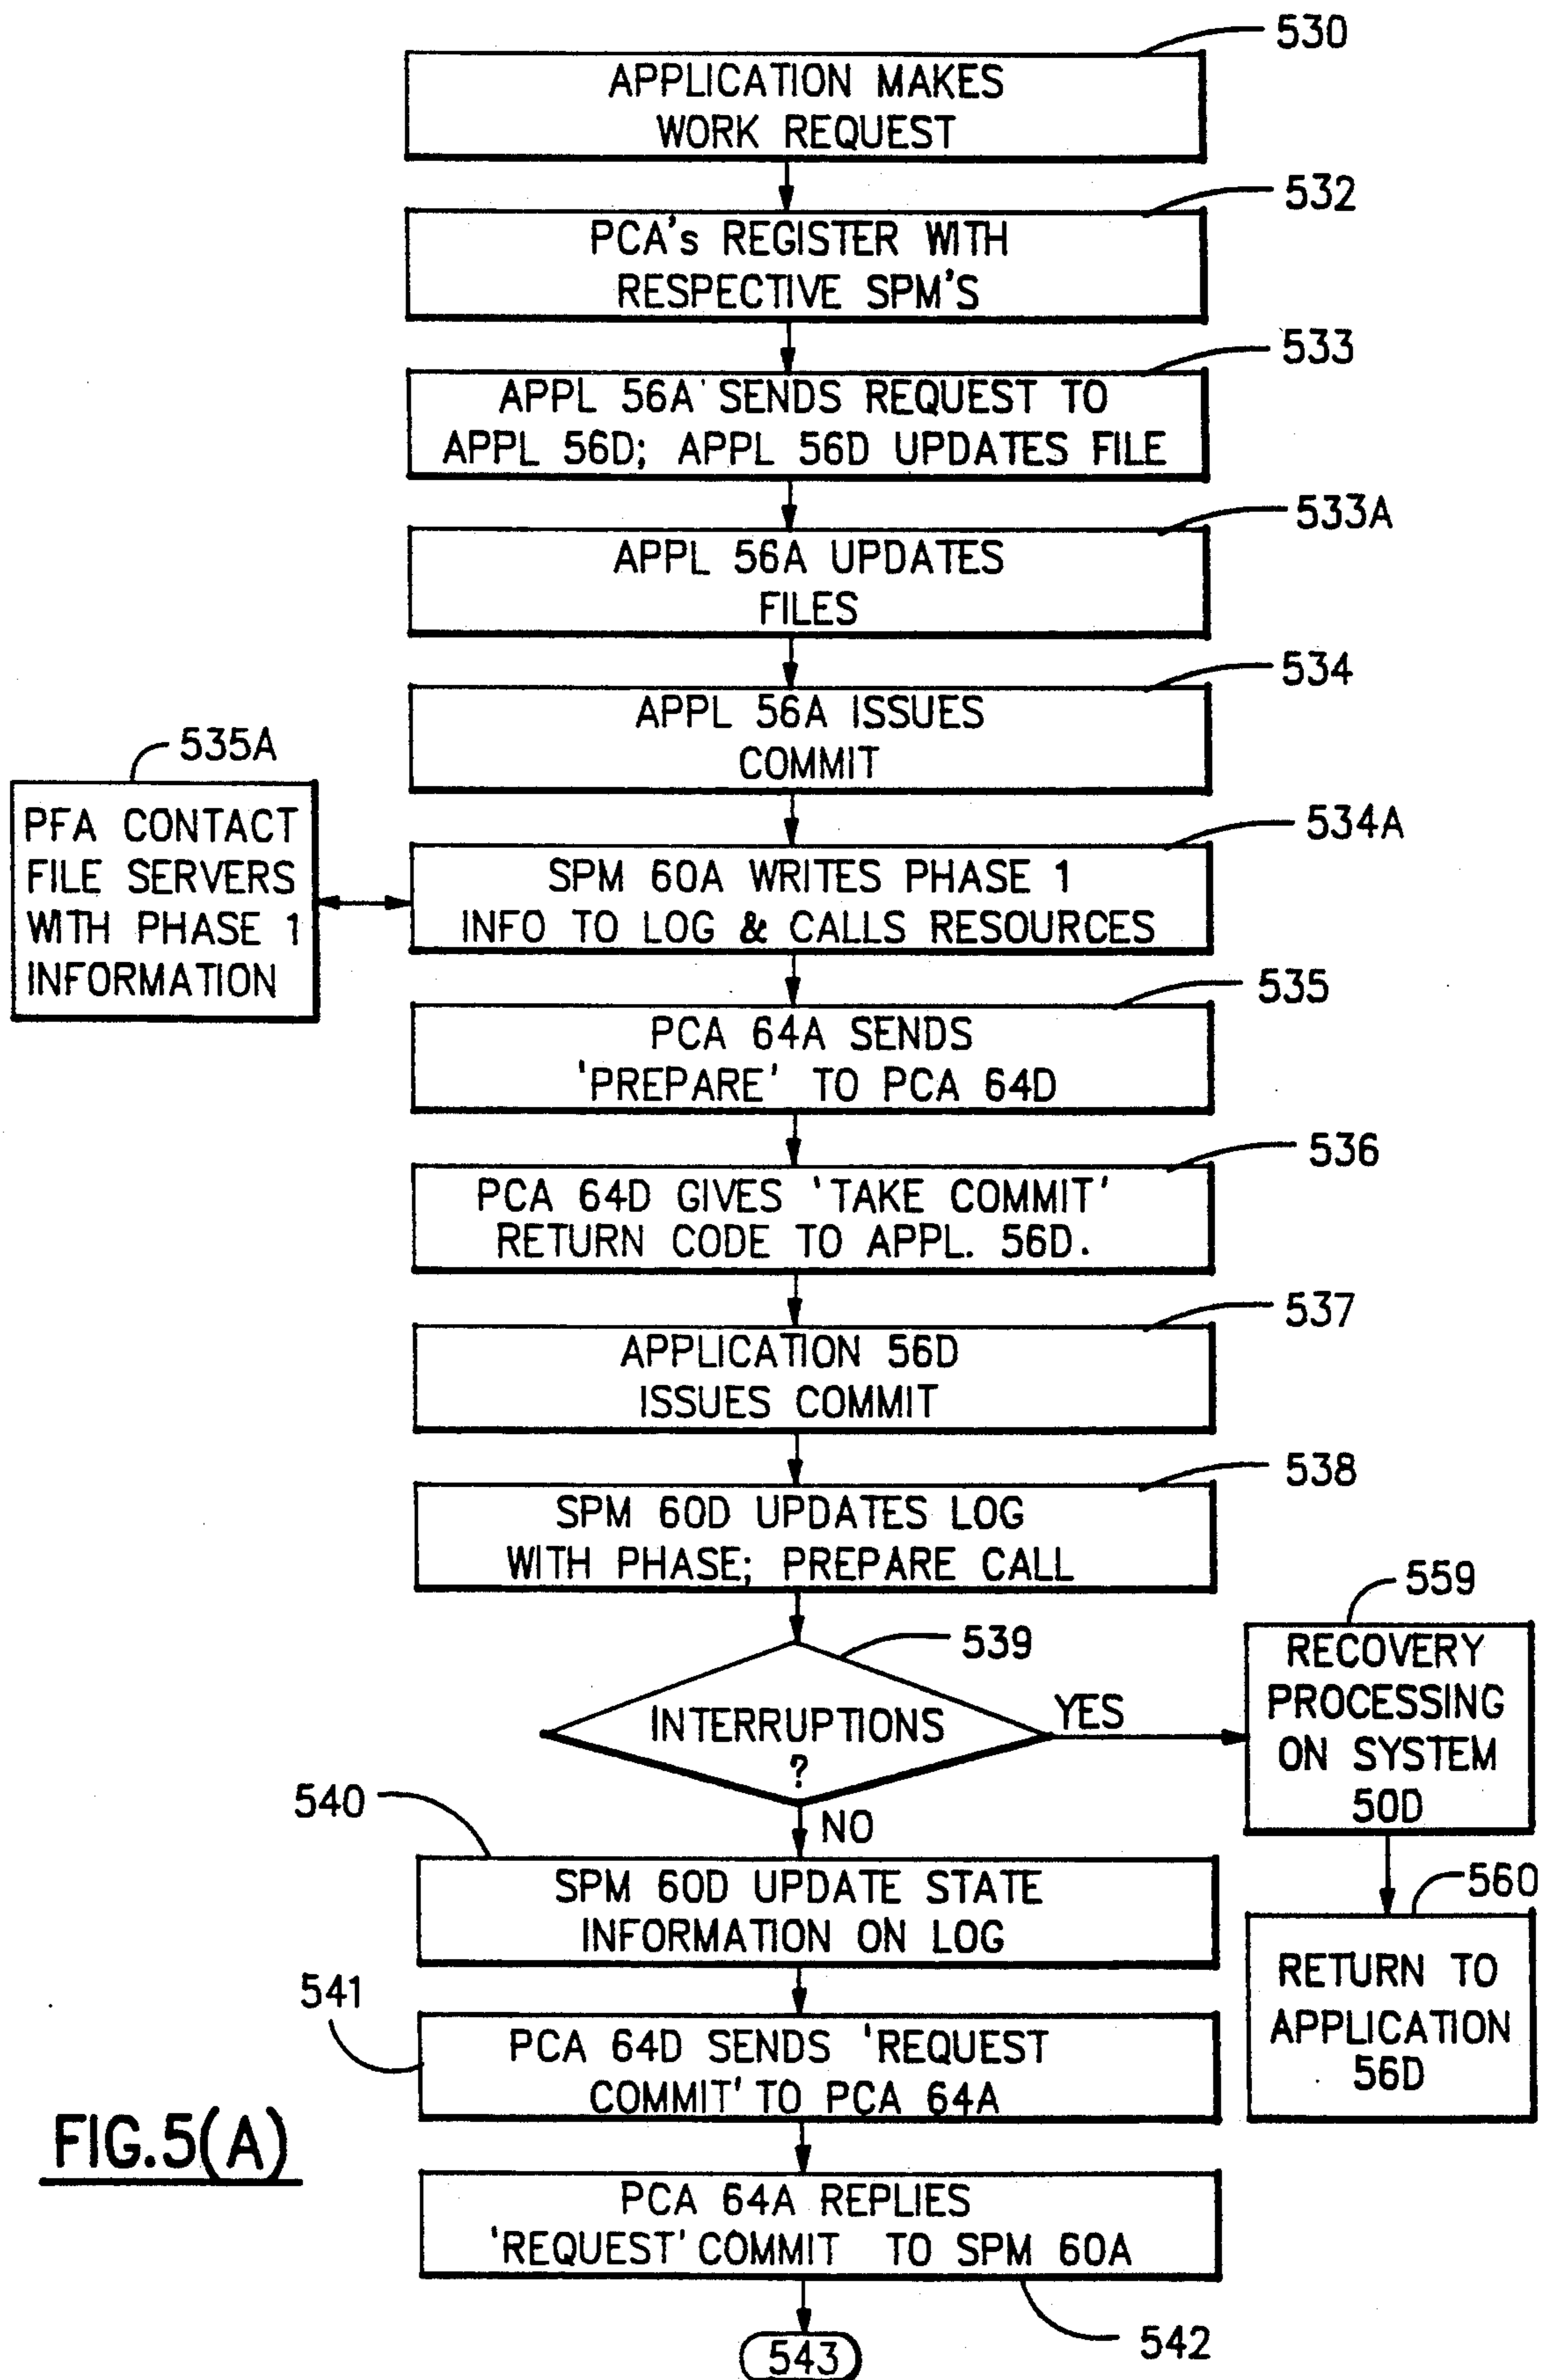 530
APPLICATION MAKES
WORK REQUEST
532
PCA's REGISTER WITH
RESPECTIVE SPM'S
533
APPL 56A' SENDS REQUEST TO
APPL 56D; APPL 56D UPDATES FILE
533A
APPL 56A UPDATES
FILES
534
APPL 56A ISSUES
COMMIT
535A
PFA CONTACT
FILE SERVERS
WITH PHASE 1
INFORMATION
534A
SPM 60A WRITES PHASE 1
INFO TO LOG & CALLS RESOURCES
535
PCA 64A SENDS
'PREPARE' TO PCA 64D
536
PCA 64D GIVES 'TAKE COMMIT'
RETURN CODE TO APPL. 56D.
537
APPLICATION 56D
ISSUES COMMIT
538
SPM 60D UPDATES LOG
WITH PHASE; PREPARE CALL
539
INTERRUPTIONS
?
YES
NO
559
RECOVERY
PROCESSING
ON SYSTEM
50D
560
RETURN TO
APPLICATION
56D
540
SPM 60D UPDATE STATE
INFORMATION ON LOG
541
PCA 64D SENDS 'REQUEST
COMMIT' TO PCA 64A
PCA 64A REPLIES
'REQUEST' COMMIT TO SPM 60A
542
543
FIG.5(A)